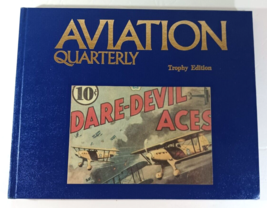 AVIATION
QUARTERLY
Trophy Edition
10¢
DARE-DEVIL
ACES